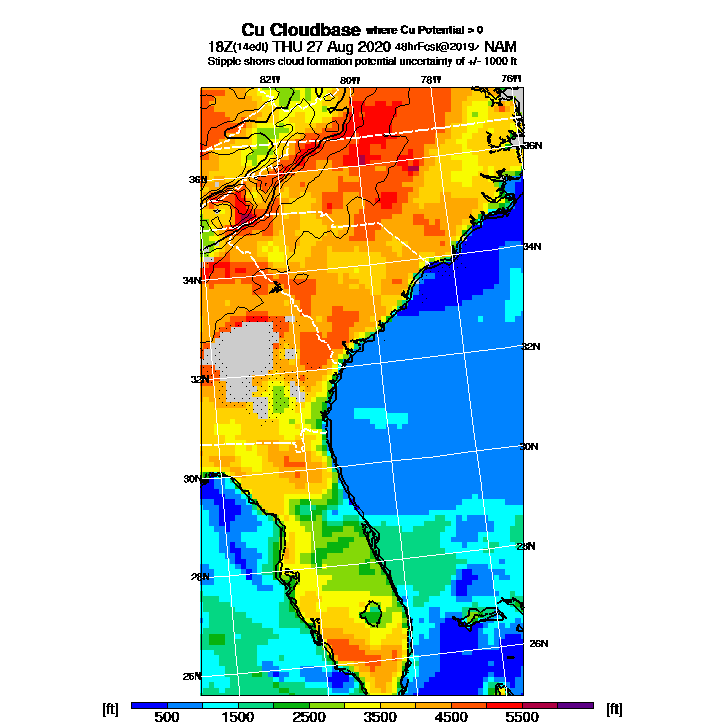 Cu Cloudbase where Cu Potential > 0
18Z(14edt) THU 27 Aug 2020 48hrFcst@2019z NAM
Stipple shows cloud formation potential uncertainty of +/- 1000 ft
82W 80W 78W 76W
36N
36N
34N
34N
32N
32N
30N
30N
28N
28N
26N
26N
[ft] 500 1500 2500 3500 4500 5500 [ft]